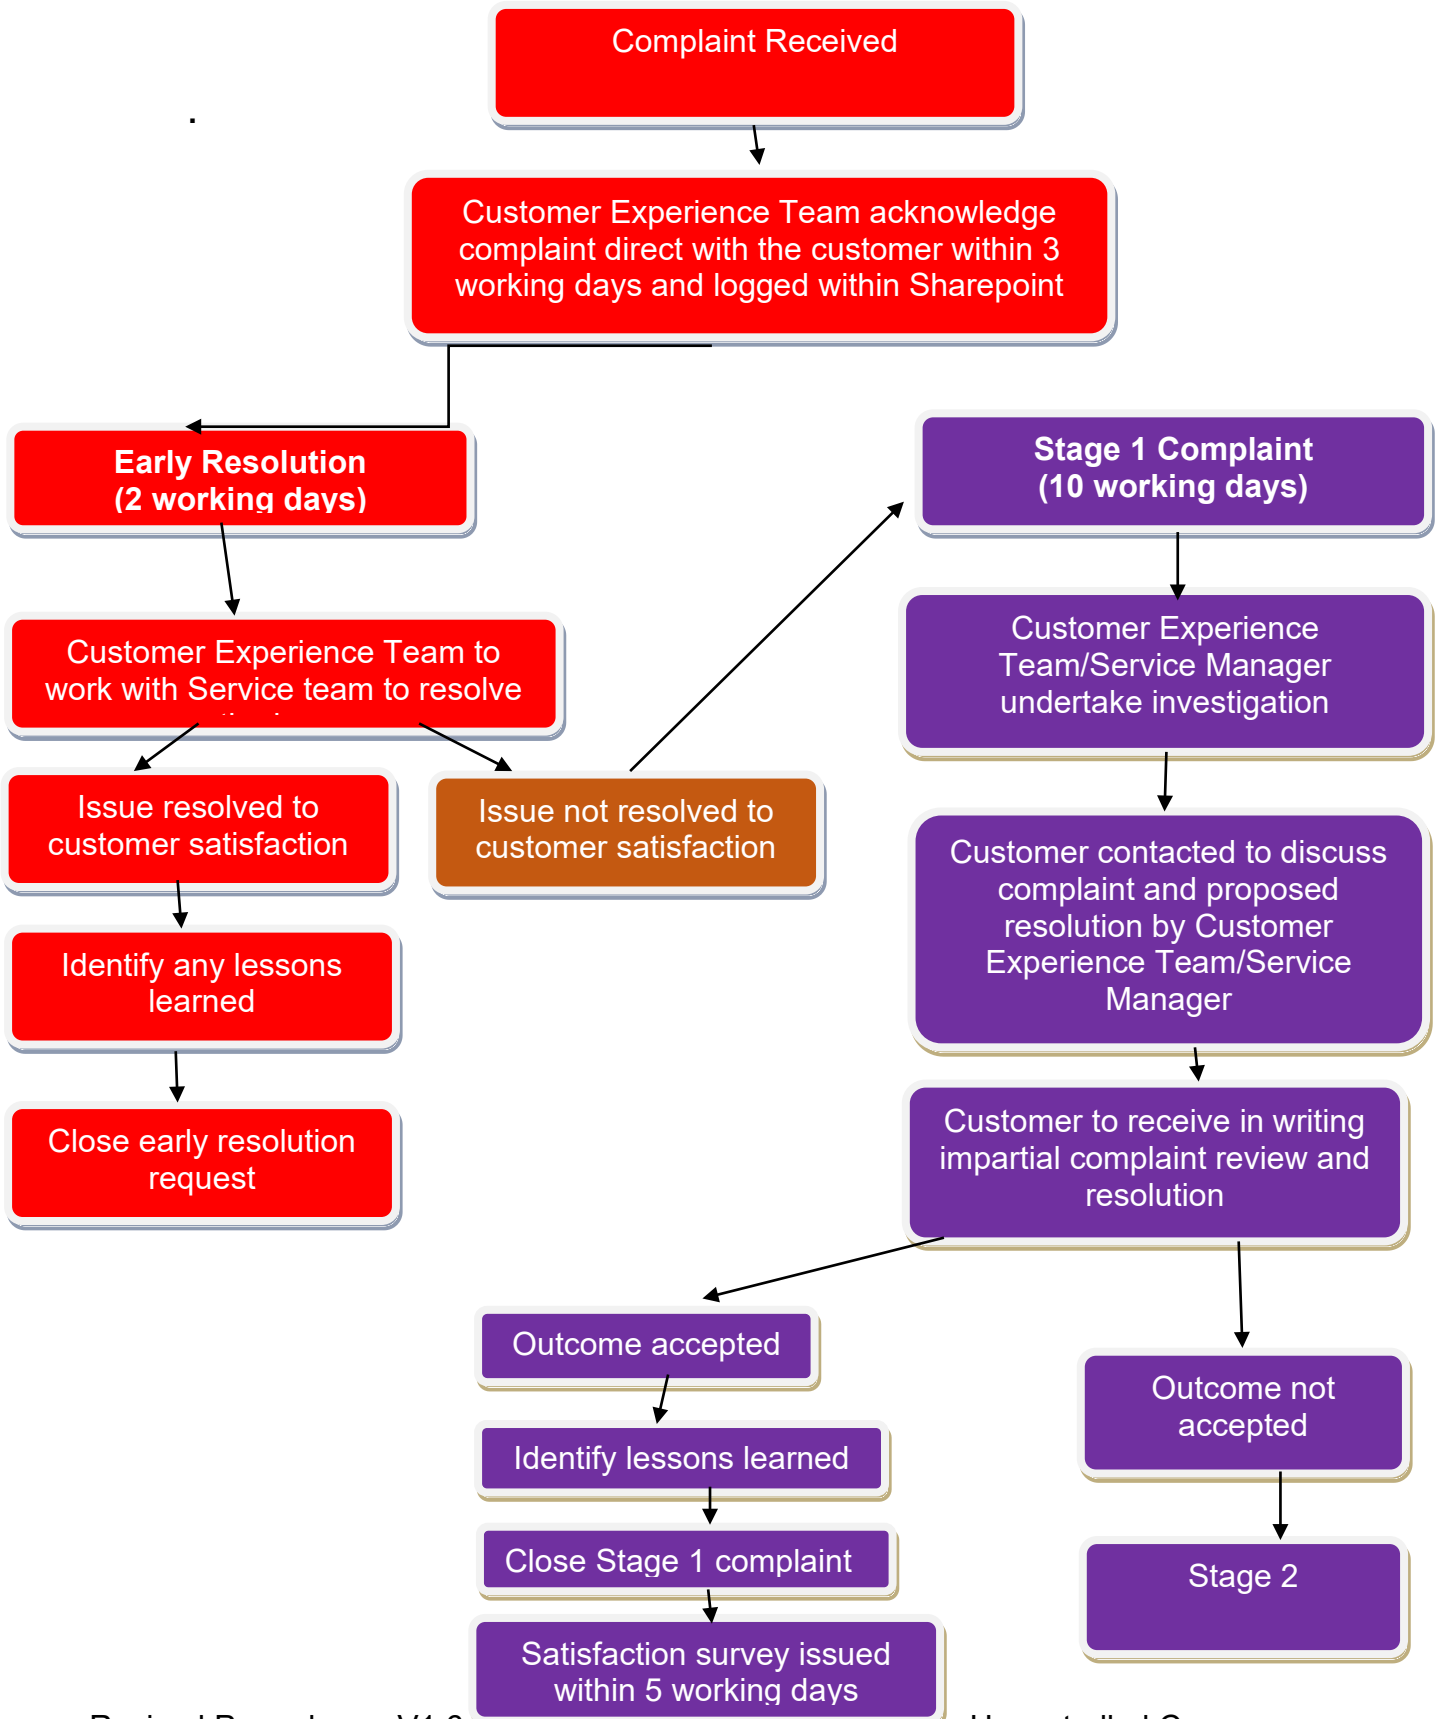 Complaint Received
.
Customer Experience Team acknowledge
complaint direct with the customer within 3
working days and logged within Sharepoint
Early Resolution
(2 working days)
Customer Experience Team to
work with Service team to resolve
Issue resolved to
customer satisfaction
Identify any lessons
learned
Close early resolution
request
Issue not resolved to
customer satisfaction
Stage 1 Complaint
(10 working days)
Customer Experience
Team/Service Manager
undertake investigation
Customer contacted to discuss
complaint and proposed
resolution by Customer
Experience Team/Service
Manager
Customer to receive in writing
impartial complaint review and
resolution
Outcome accepted
Identify lessons learned
Close Stage 1 complaint
Satisfaction survey issued
within 5 working days
Outcome not
accepted
Stage 2